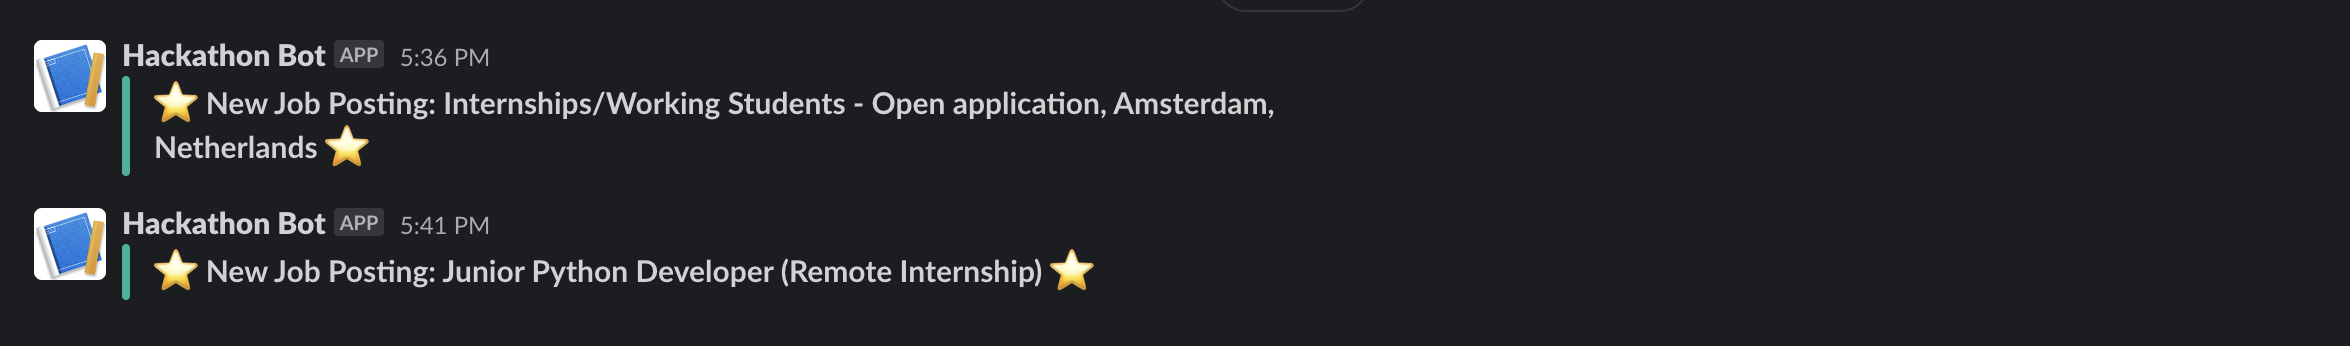 Hackathon Bot APP 5:36 PM
⭐ New Job Posting: Internships/Working Students - Open application, Amsterdam,
Netherlands ⭐
Hackathon Bot APP 5:41 PM
⭐ New Job Posting: Junior Python Developer (Remote Internship) ⭐